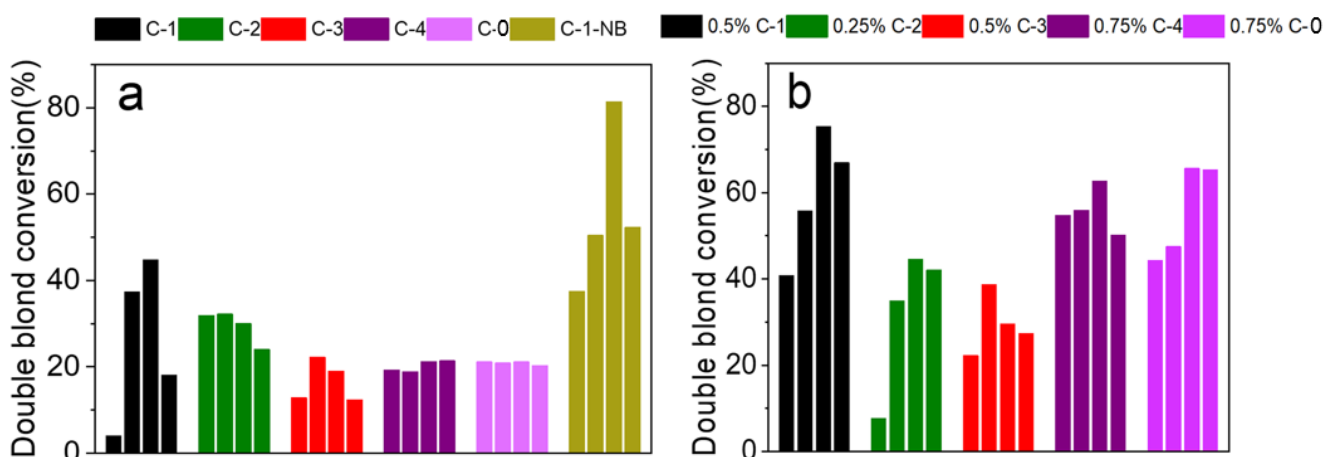 C-1 C-2 C-3 C-4 C-0 C-1-NB
a
Double blond conversion(%)
80
60
40
20
0
0.5% C-1 0.25% C-2 0.5% C-3 0.75% C-4 0.75% C-0
b
Double blond conversion(%)
80
60
40
20
0